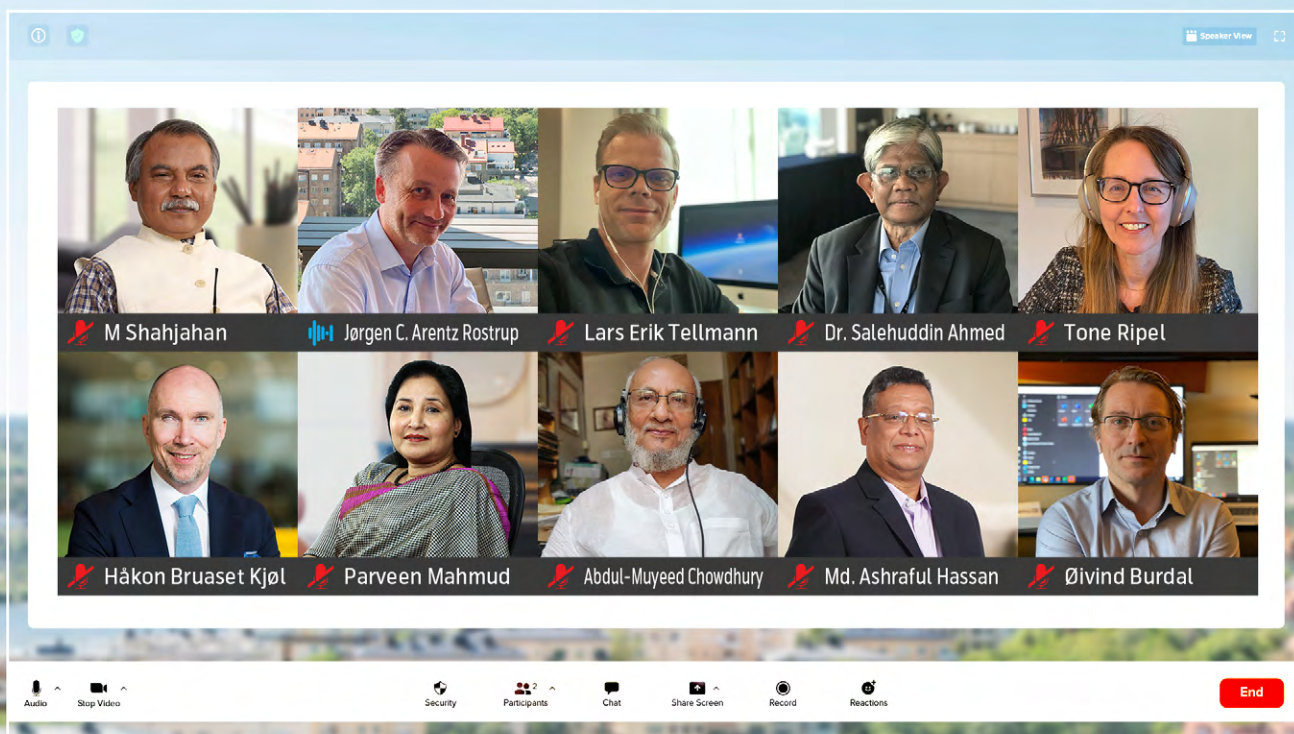 Speaker View
M Shahjahan
Jørgen C. Arentz Rostrup
Lars Erik Tellmann
Dr. Salehuddin Ahmed
Tone Ripel
Håkon Bruaset Kjøl
Parveen Mahmud
Abdul-Muyeed Chowdhury
Md. Ashraful Hassan
Øivind Burdal
Audio
Stop Video
Security
2
Participants
Chat
Share Screen
Record
Reactions
End